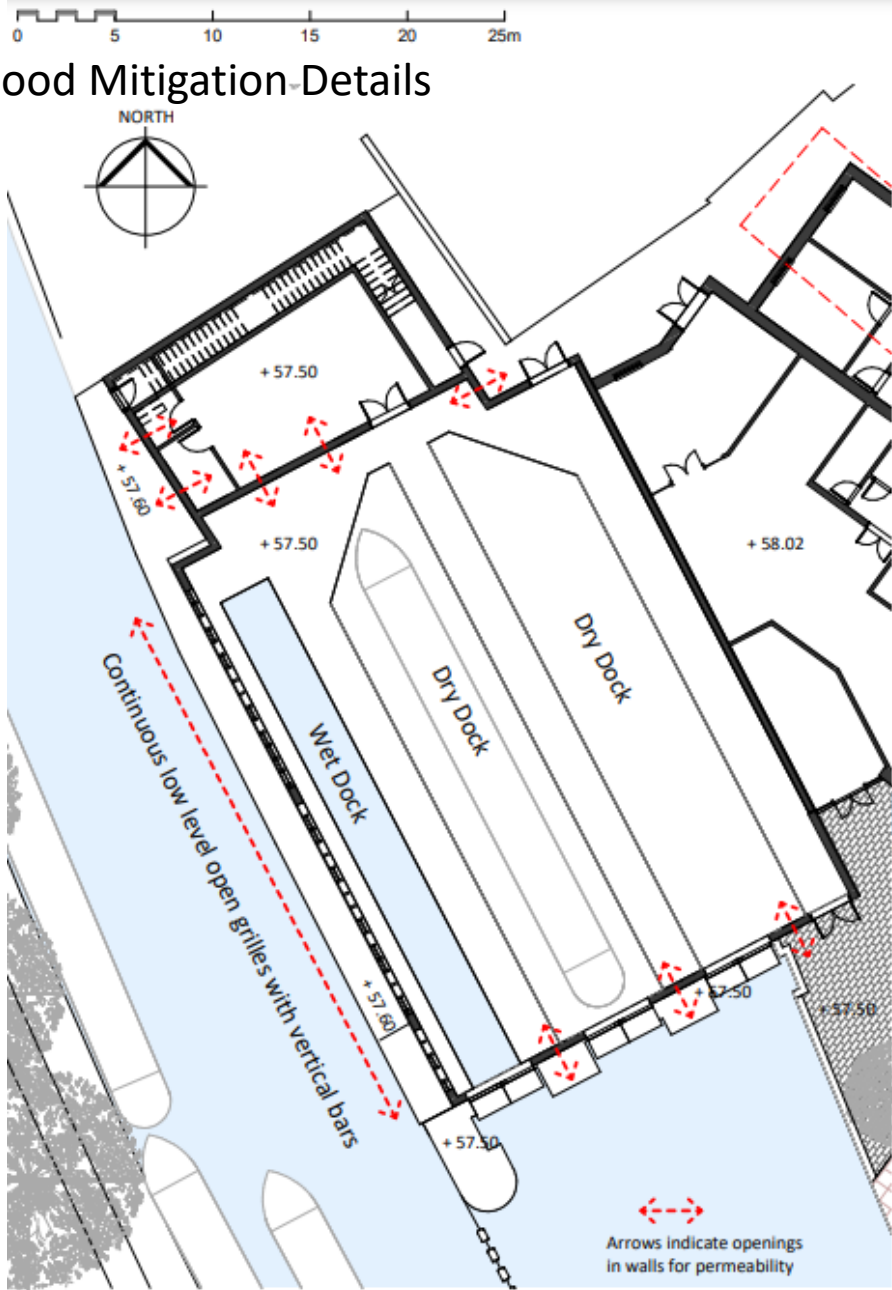 0 5 10 15 20 25m
ood Mitigation Details
NORTH
+ 57.50
+ 57.60
+ 57.50
+ 58.02
Dry Dock
Dry Dock
Wet Dock
Continuous low level open grilles with vertical bars
+ 57.60
+ 57.50
+ 57.50
+ 57.50
Arrows indicate openings
in walls for permeability